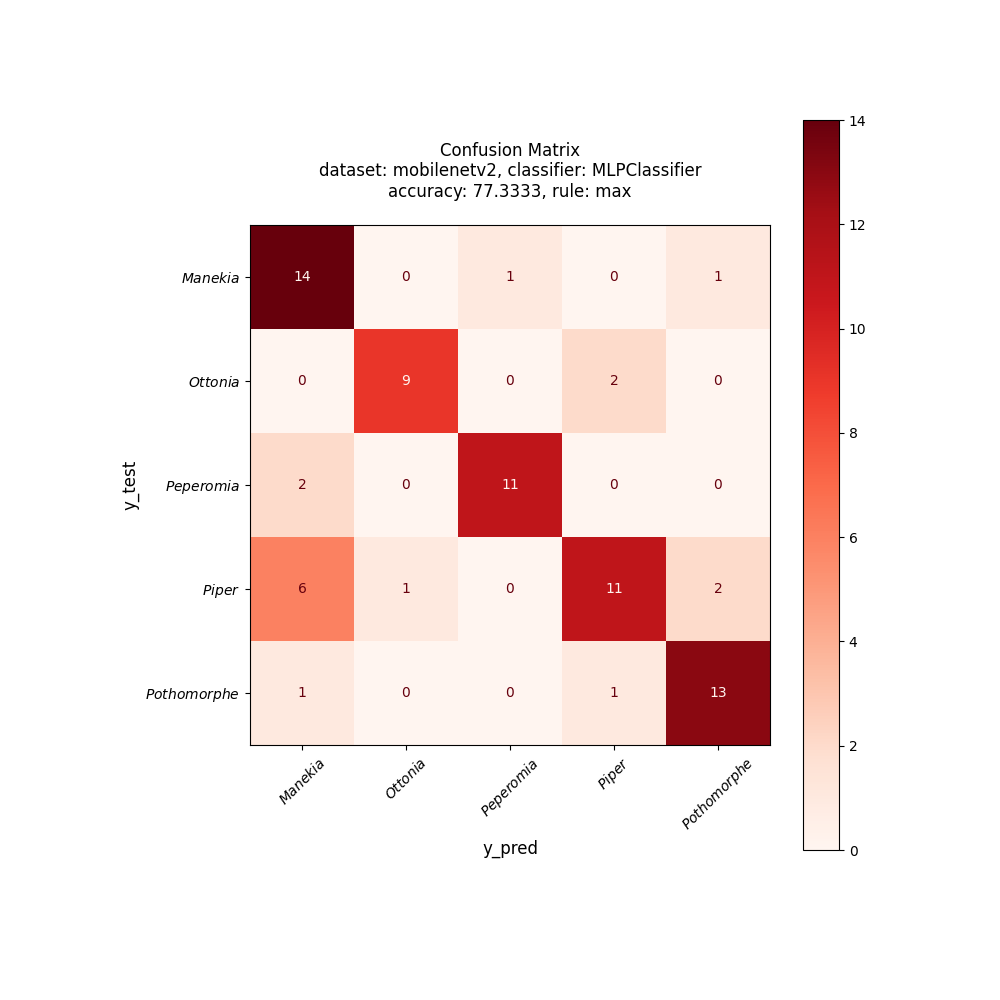 Confusion Matrix
dataset: mobilenetv2, classifier: MLPClassifier
accuracy: 77.3333, rule: max
y_test
Manekia 14 0 1 0 1
Ottonia 0 9 0 2 0
Peperomia 2 0 11 0 0
Piper 6 1 0 11 2
Pothomorphe 1 0 0 1 13
Manekia Ottonia Peperomia Piper Pothomorphe
y_pred
14
12
10
8
6
4
2
0